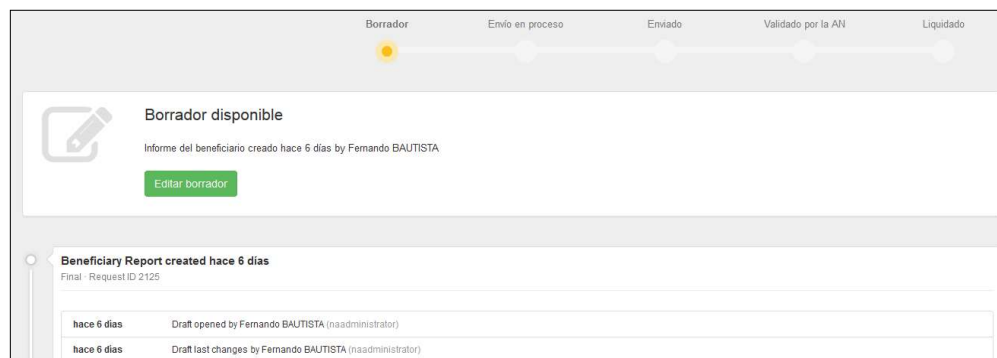 Borrador Envío en proceso Enviado Validado por la AN Liquidado
Borrador disponible
Informe del beneficiario creado hace 6 días by Fernando BAUTISTA
Editar borrador
Beneficiary Report created hace 6 días
Final - Request ID 2125
hace 6 días Draft opened by Fernando BAUTISTA (naadministrator)
hace 6 días Draft last changes by Fernando BAUTISTA (naadministrator)